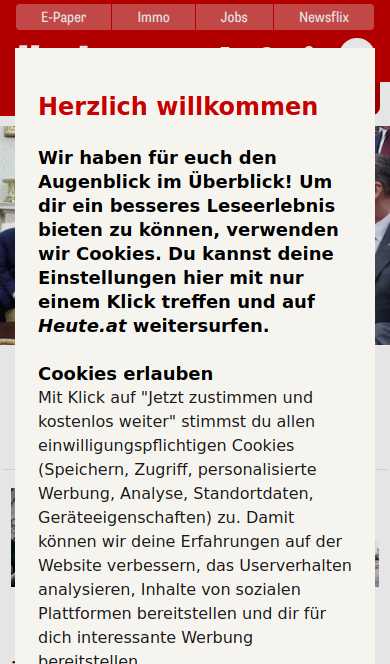 E-Paper
Immo
Jobs
Newsflix
Herzlich willkommen
Wir haben für euch den
Augenblick im Überblick! Um
dir ein besseres Leseerlebnis
bieten zu können, verwenden
wir Cookies. Du kannst deine
Einstellungen hier mit nur
einem Klick treffen und auf
Heute.at weitersurfen.
Cookies erlauben
Mit Klick auf "Jetzt zustimmen und
kostenlos weiter" stimmst du allen
einwilligungspflichtigen Cookies
(Speichern, Zugriff, personalisierte
Werbung, Analyse, Standortdaten,
Geräteeigenschaften) zu. Damit
können wir deine Erfahrungen auf der
Website verbessern, das Userverhalten
analysieren, Inhalte von sozialen
Plattformen bereitstellen und dir für
dich interessante Werbung
bereitstellen